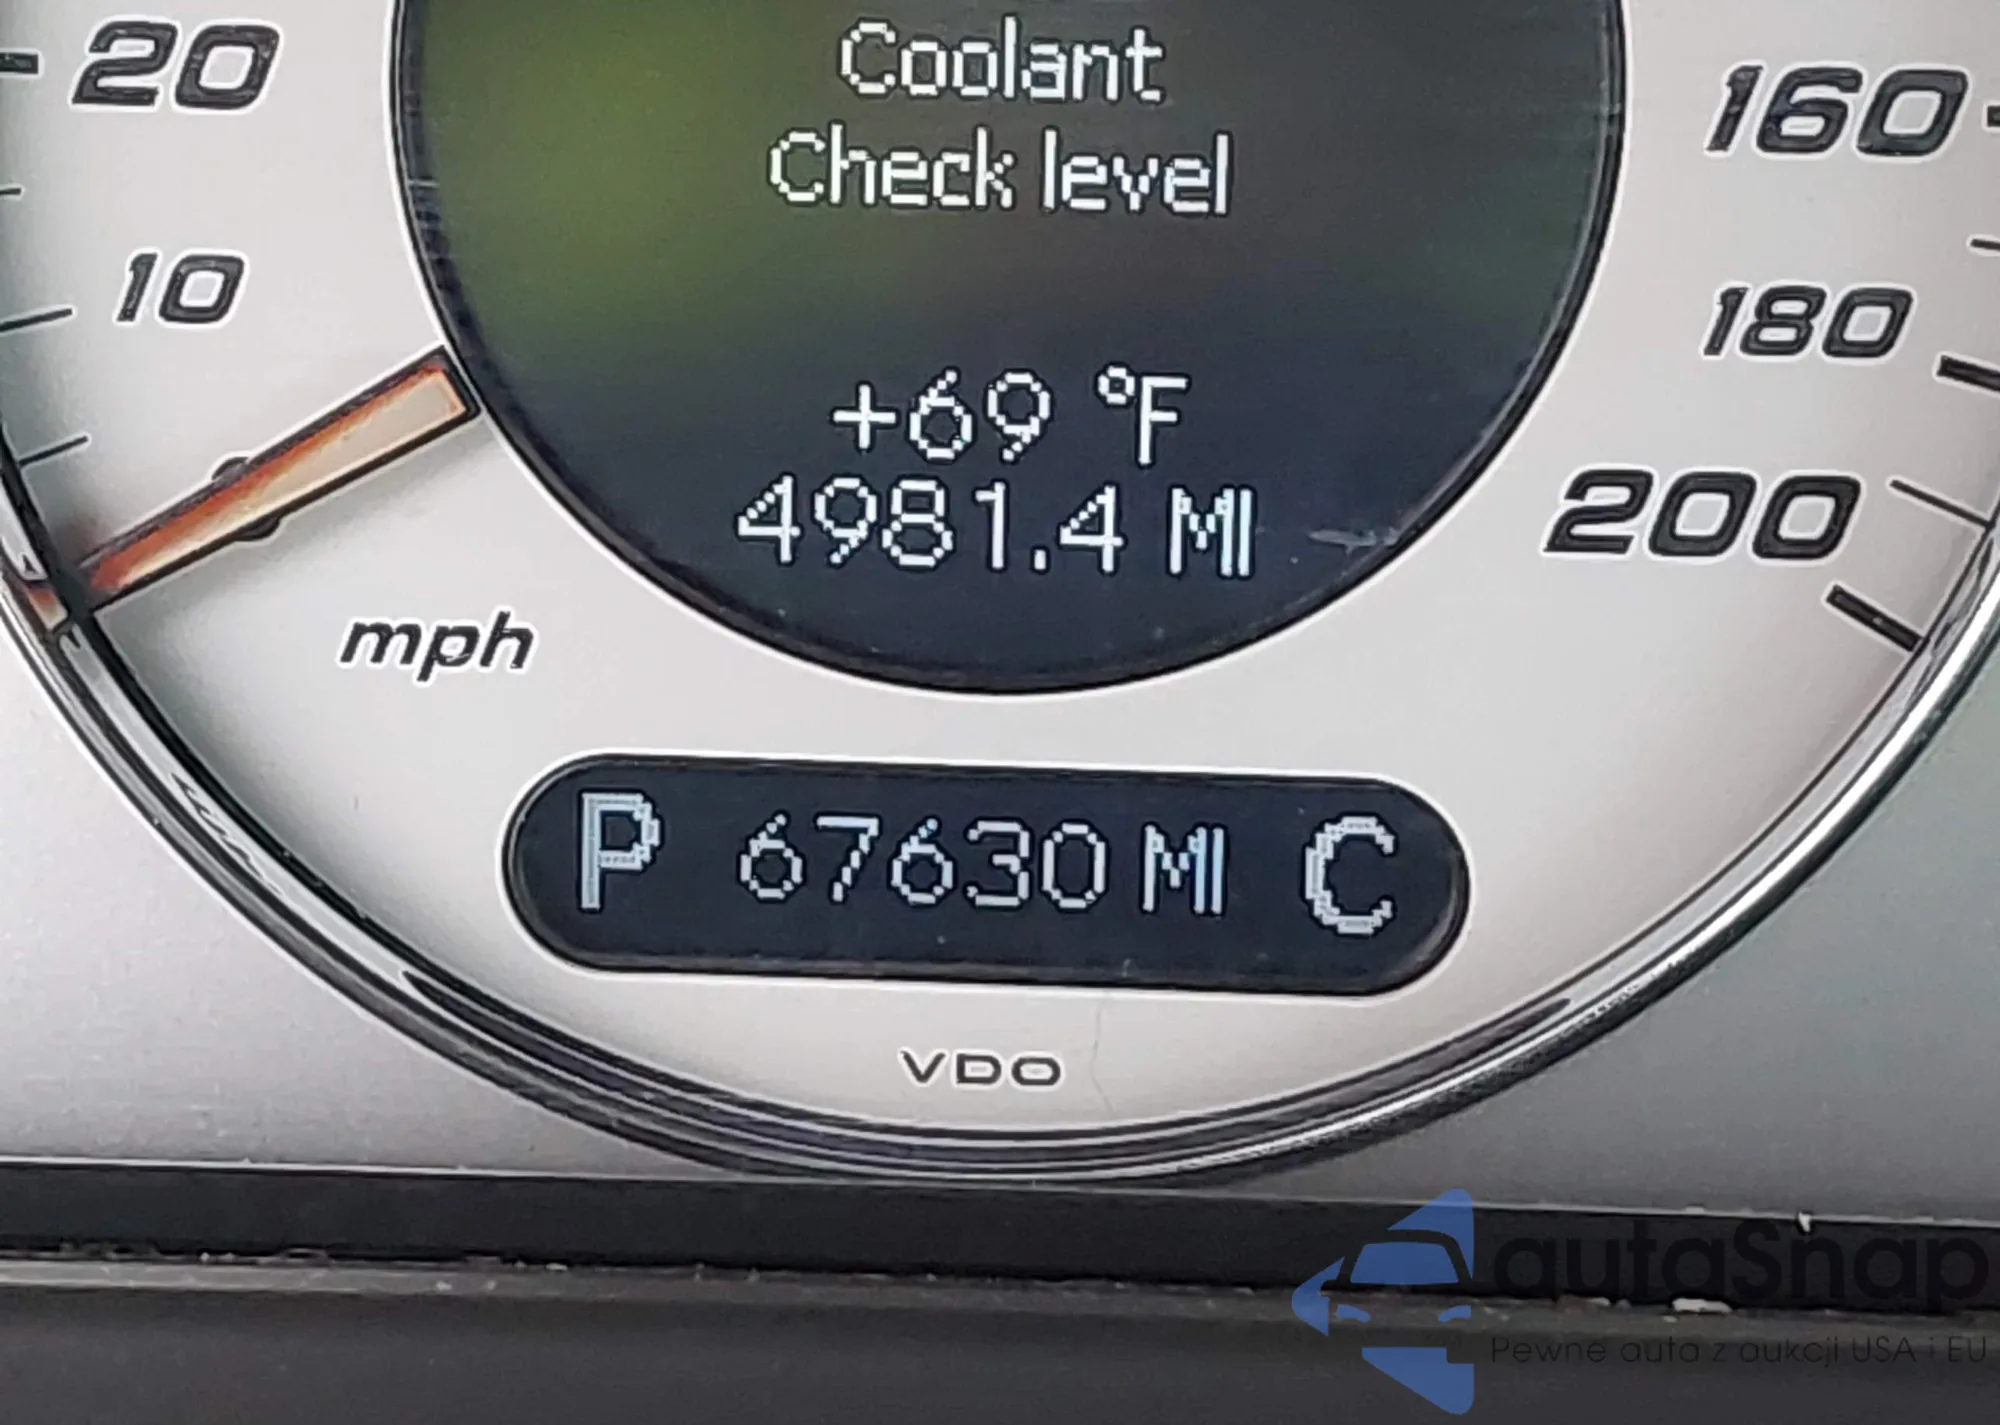 Coolant
Check level
20
10
160
180
200
+69 °F
4981.4 MI
mph
P 67630 MI C
VDO
autaSnap
Pewne auta z aukcji USA i EU